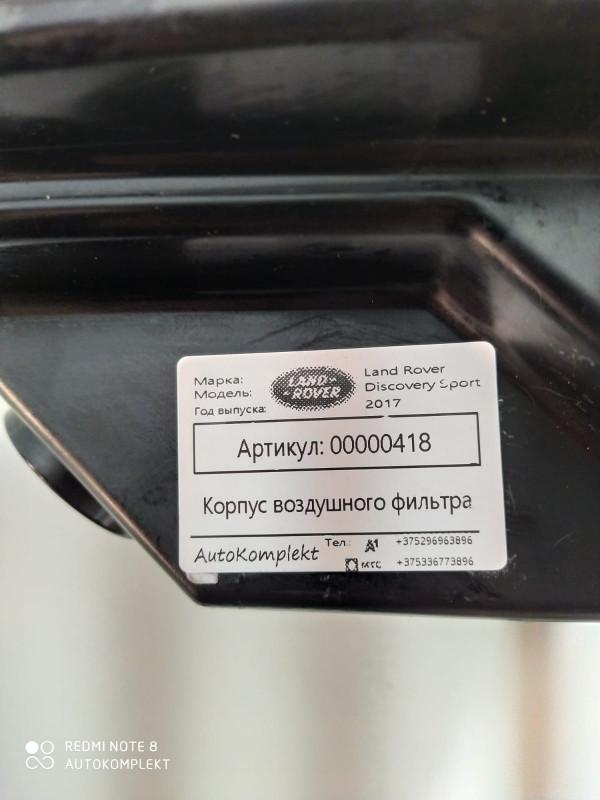 Марка: LAND ROVER Land Rover
Модель: Discovery Sport
Год выпуска: 2017
Артикул: 00000418
Корпус воздушного фильтра
AutoKomplekt Тел.: A1 +375296963896
МТС +375336773896
REDMI NOTE 8
AUTOKOMPLEKT